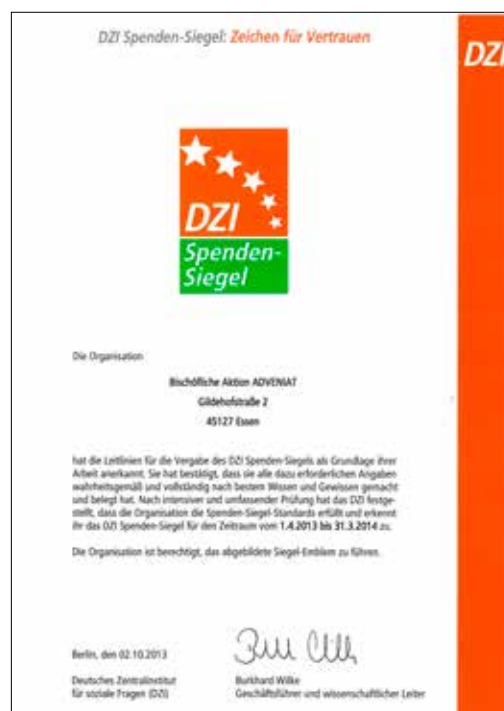 DZI Spenden-Siegel: Zeichen für Vertrauen
DZI
DZI
Spenden-
Siegel
Die Organisation
Bischöfliche Aktion ADVENIAT
Gildehofstraße 2
45127 Essen
hat die Leitlinien für die Vergabe des DZI Spenden-Siegels als Grundlage ihrer
Arbeit anerkannt. Sie hat bestätigt, dass sie alle dazu erforderlichen Angaben
wahrheitsgemäß und vollständig nach bestem Wissen und Gewissen gemacht
und belegt hat. Nach intensiver und umfassender Prüfung hat das DZI festge-
stellt, dass die Organisation die Spenden-Siegel-Standards erfüllt und erkennt
ihr das DZI Spenden-Siegel für den Zeitraum vom 1.4.2013 bis 31.3.2014 zu.
Die Organisation ist berechtigt, das abgebildete Siegel-Emblem zu führen.
Berlin, den 02.10.2013
Deutsches Zentralinstitut
für soziale Fragen (DZI)
Burkhard Wilke
Geschäftsführer und wissenschaftlicher Leiter